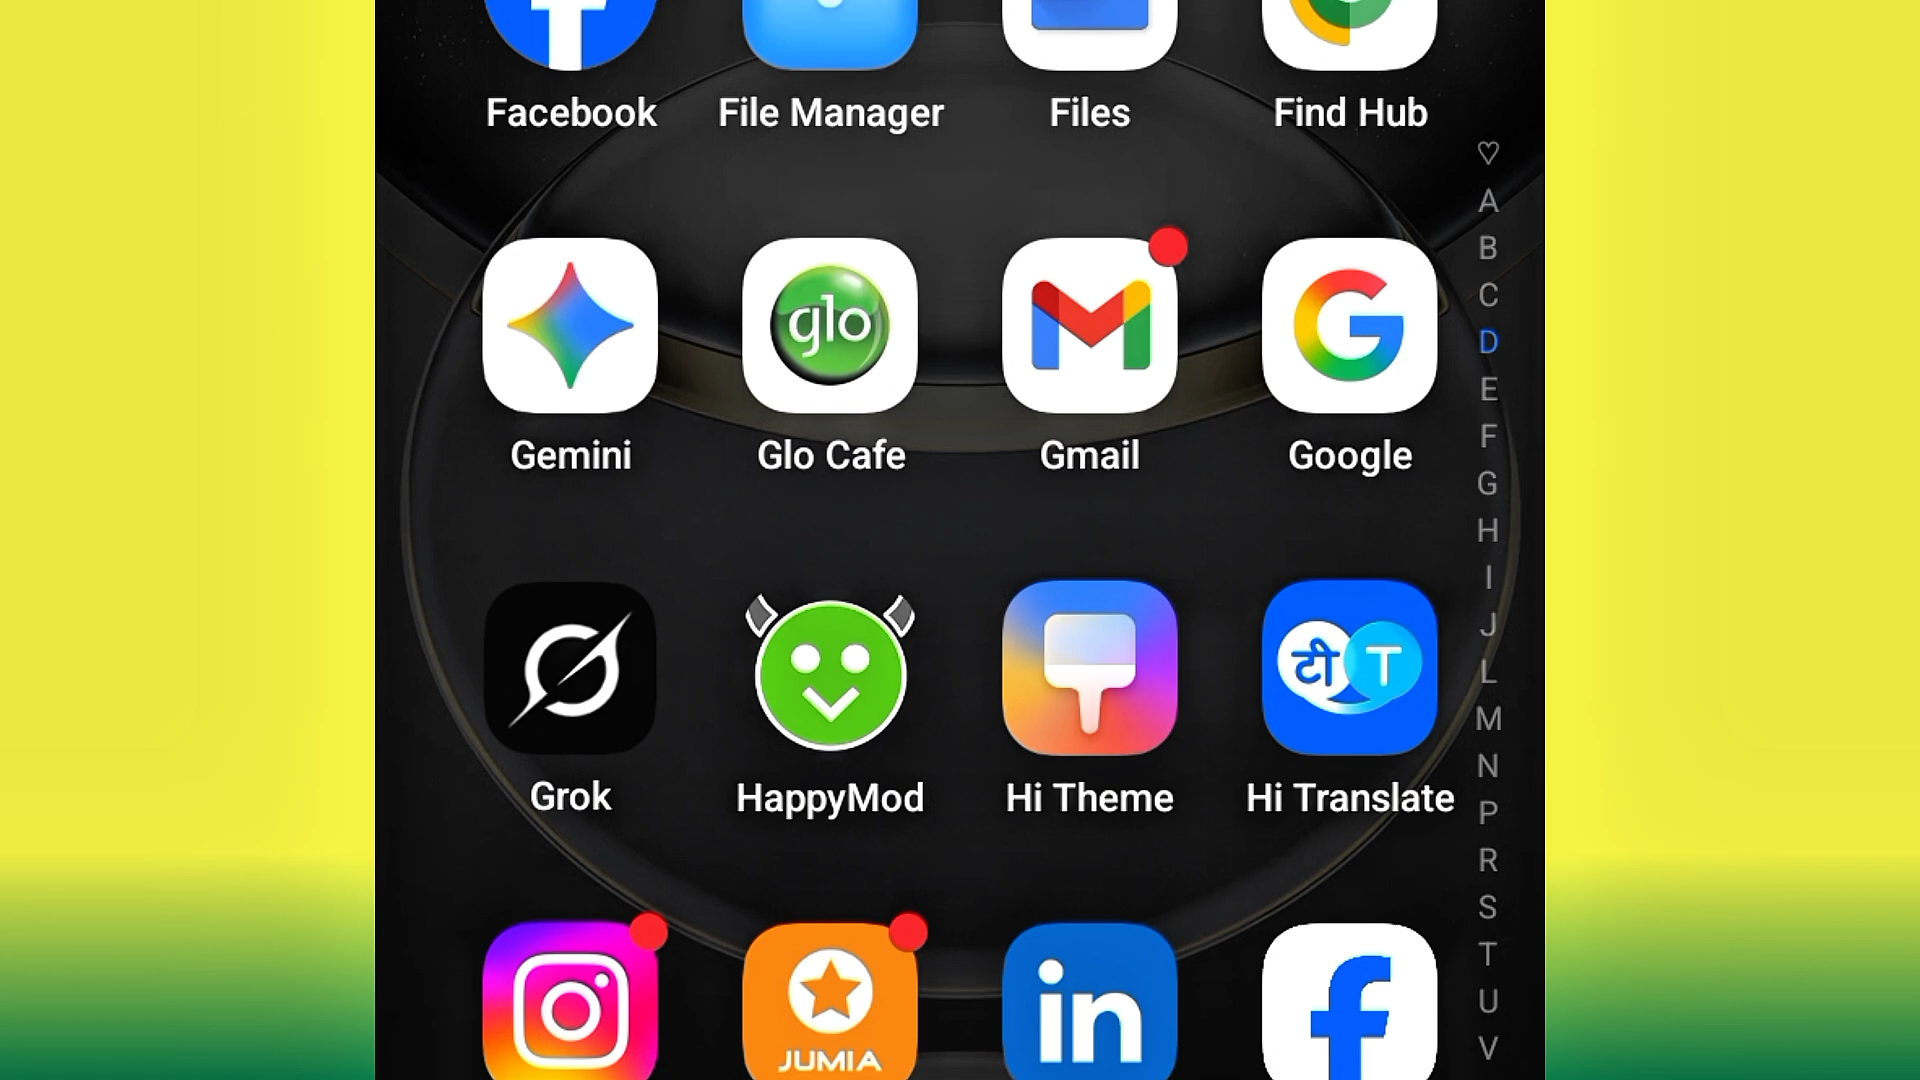 Facebook File Manager Files Find Hub
♡
A
B
glo
C
D
E
F
Gemini Glo Cafe Gmail Google
G
H
I
J
टी T
L
M
N
Grok HappyMod Hi Theme Hi Translate
P
R
S
T
in
U
JUMIA
V